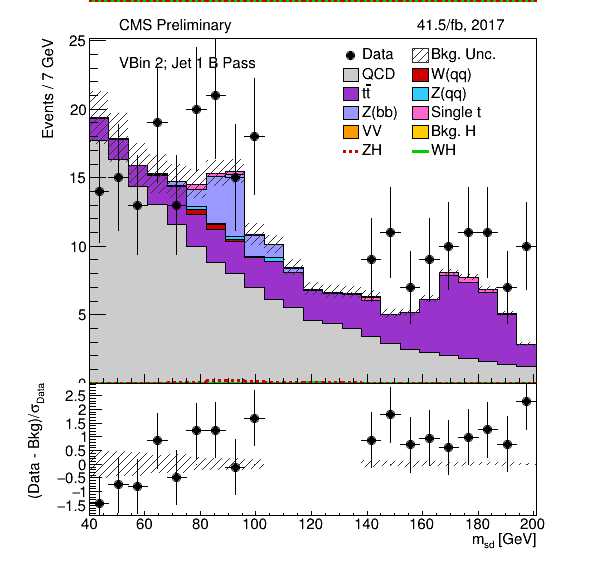 CMS Preliminary 41.5/fb, 2017
Events / 7 GeV
VBin 2; Jet 1 B Pass
Data
Bkg. Unc.
QCD
W(qq)
tt̄
Z(qq)
Z(bb)
Single t
VV
Bkg. H
ZH
WH
25
20
15
10
5
0
(Data - Bkg)/σData
2.5
2
1.5
1
0.5
0
−0.5
−1
−1.5
40 60 80 100 120 140 160 180 200
msd [GeV]